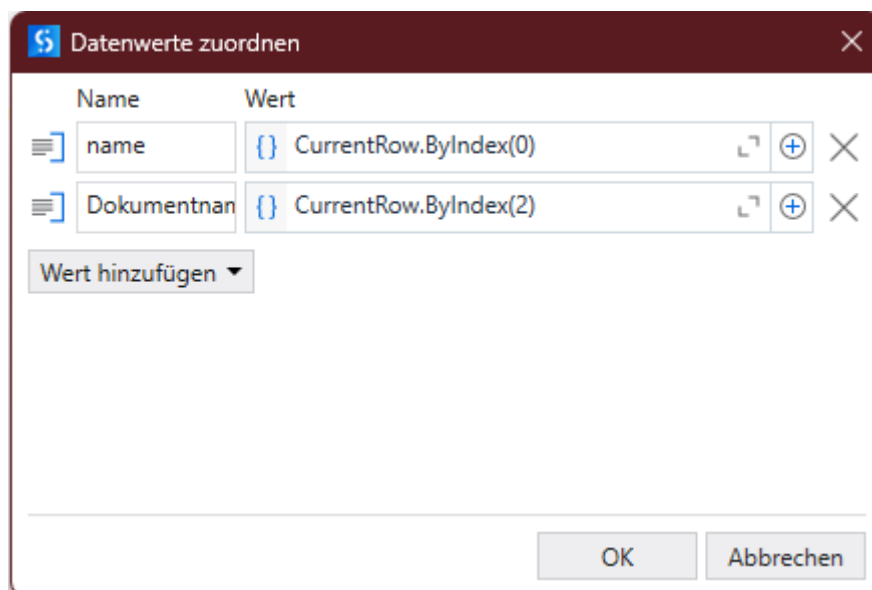 Datenwerte zuordnen
Name Wert
name {} CurrentRow.ByIndex(0)
Dokumentnan {} CurrentRow.ByIndex(2)
Wert hinzufügen
OK Abbrechen